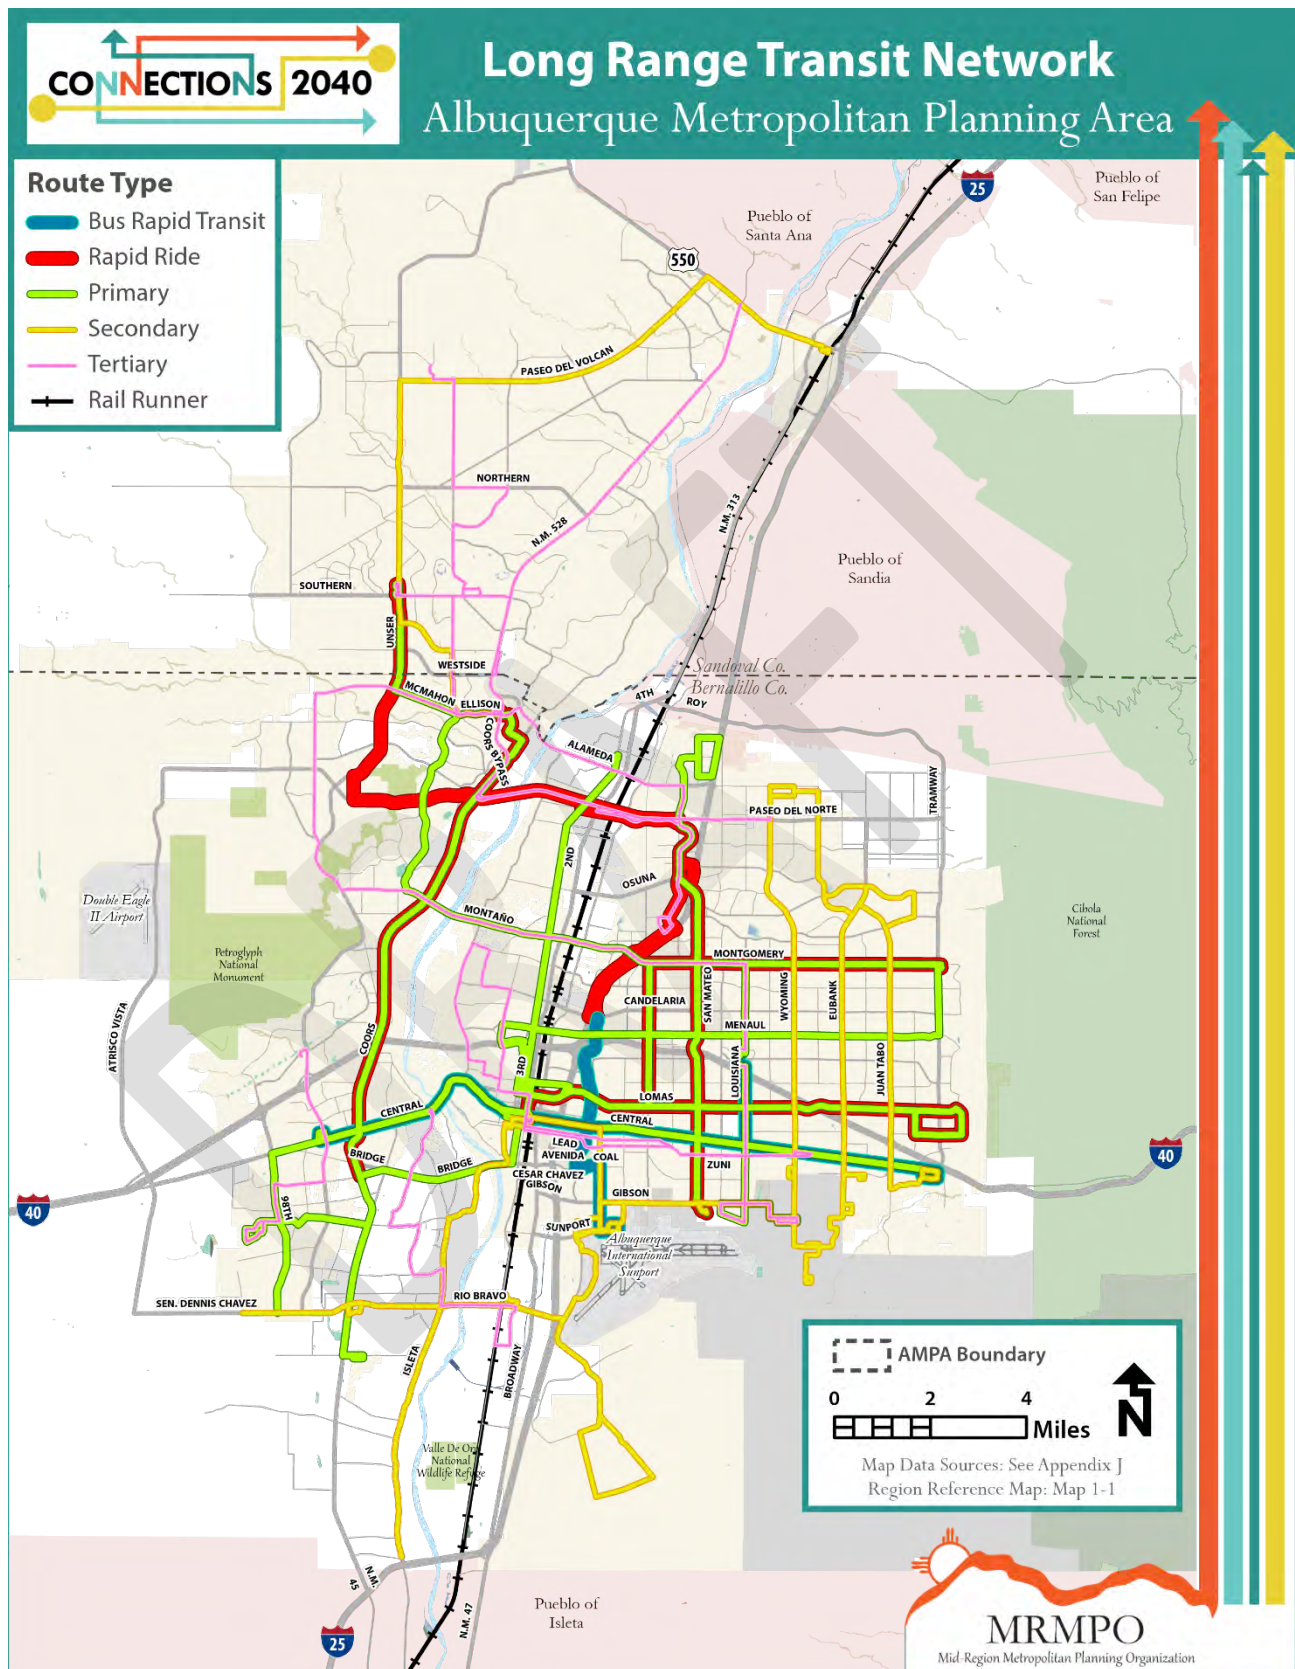 CONNECTIONS 2040
Long Range Transit Network
Albuquerque Metropolitan Planning Area
Route Type
Bus Rapid Transit
Rapid Ride
Primary
Secondary
Tertiary
Rail Runner
25
Pueblo of
San Felipe
Pueblo of
Santa Ana
550
PASEO DEL VOLCAN
NORTHERN
N.M. 528
N.M. 313
Pueblo of
Sandia
SOUTHERN
UNSER
WESTSIDE
Sandoval Co.
Bernalillo Co.
MCMAHON
ELLISON
4TH
ROY
COORS BYPASS
ALAMEDA
TRAMWAY
PASEO DEL NORTE
2ND
OSUNA
Double Eagle
II Airport
MONTAÑO
Cibola
National
Forest
Petroglyph
National
Monument
MONTGOMERY
SAN MATEO
WYOMING
EUBANK
CANDELARIA
ATRISCO VISTA
COORS
MENAUL
3RD
LOUISIANA
JUAN TABO
LOMAS
CENTRAL
CENTRAL
LEAD
AVENIDA
COAL
BRIDGE
BRIDGE
CESAR CHAVEZ
GIBSON
ZUNI
40
40
98TH
GIBSON
SUNPORT
Albuquerque
International
Sunport
SEN. DENNIS CHAVEZ
RIO BRAVO
ISLETA
BROADWAY
AMPA Boundary
0 2 4
Miles
N
Map Data Sources: See Appendix J
Region Reference Map: Map 1-1
Valle De Oro
National
Wildlife Refuge
N.M.
45
N.M. 47
25
Pueblo of
Isleta
MRMPO
Mid-Region Metropolitan Planning Organization
DRAFT